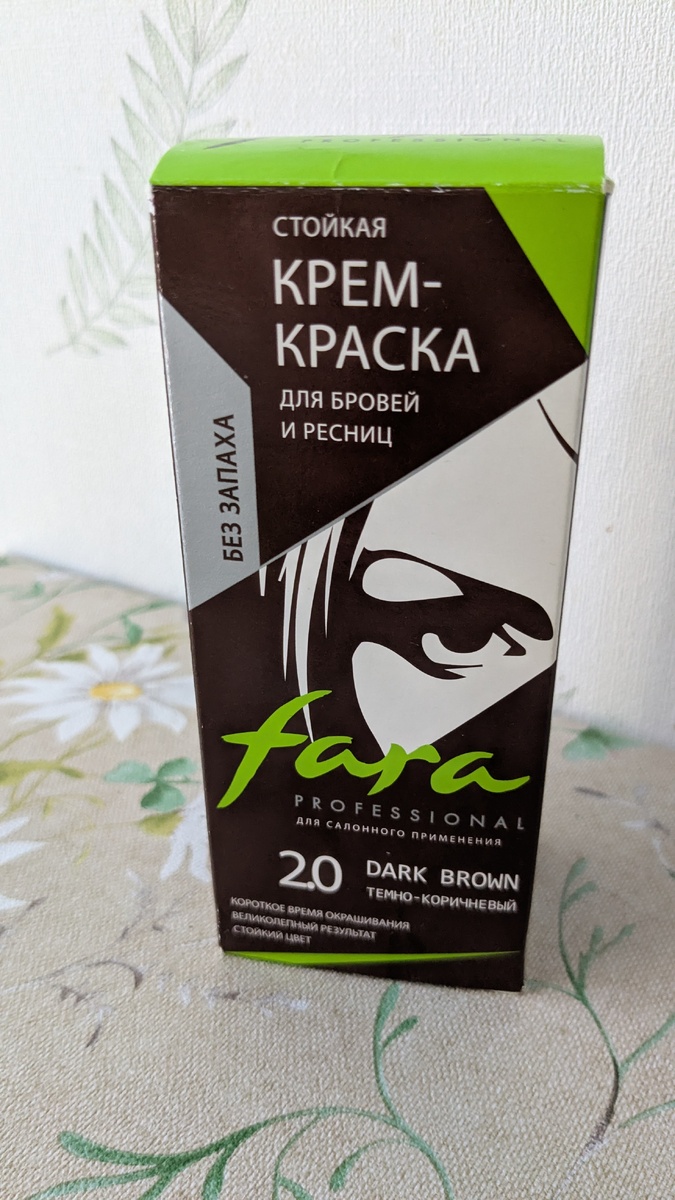 PROFESSIONAL
СТОЙКАЯ
КРЕМ-
КРАСКА
ДЛЯ БРОВЕЙ
И РЕСНИЦ
БЕЗ ЗАПАХА
fara
PROFESSIONAL
ДЛЯ САЛОННОГО ПРИМЕНЕНИЯ
2.0
DARK BROWN
ТЕМНО-КОРИЧНЕВЫЙ
КОРОТКОЕ ВРЕМЯ ОКРАШИВАНИЯ
ВЕЛИКОЛЕПНЫЙ РЕЗУЛЬТАТ
СТОЙКИЙ ЦВЕТ